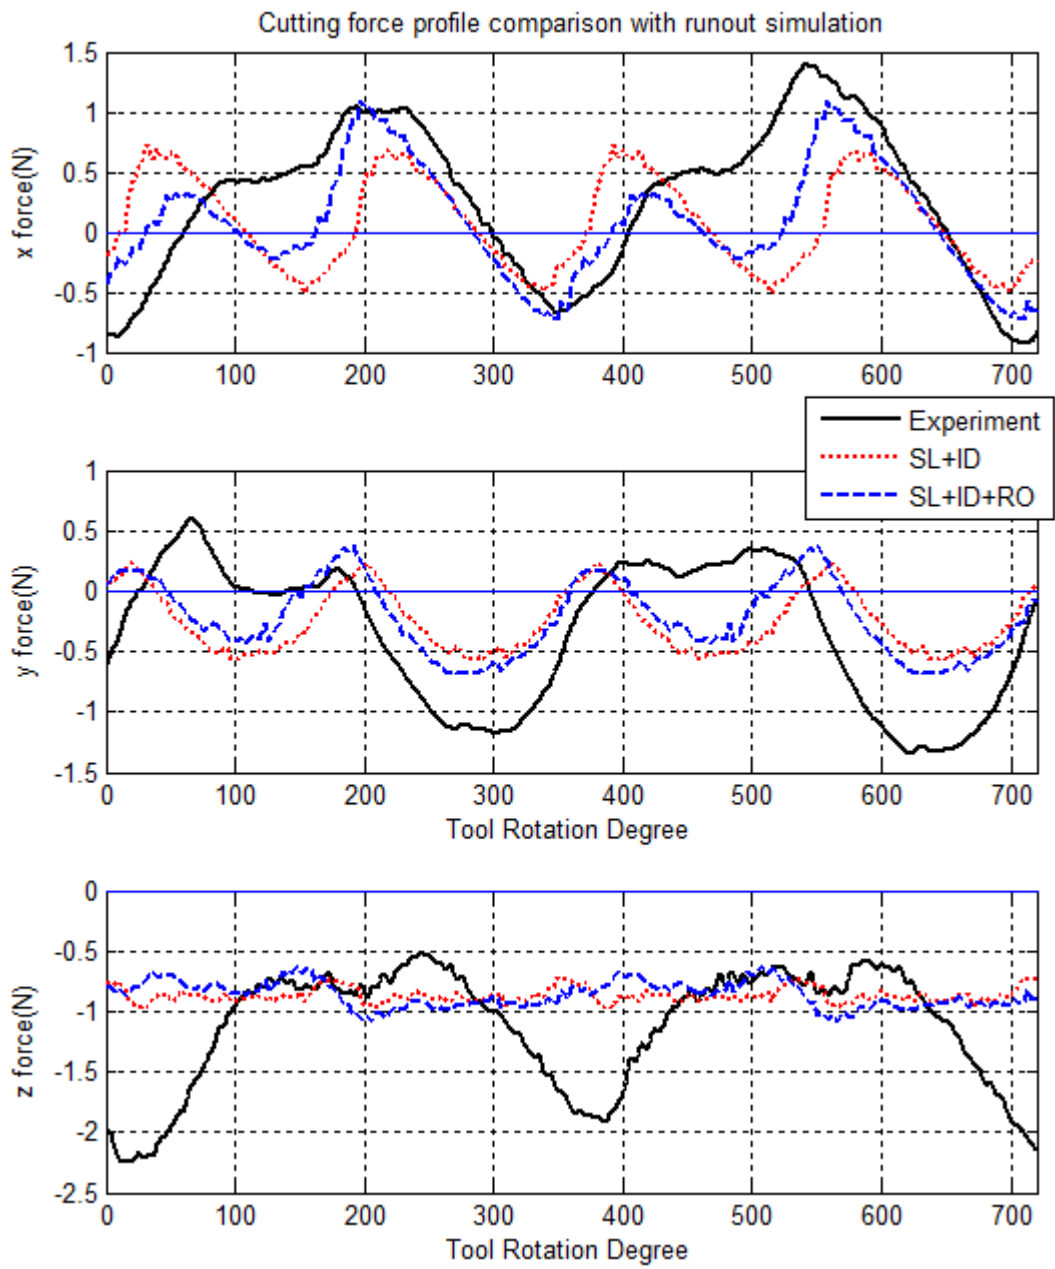 Cutting force profile comparison with runout simulation
1.5
1
0.5
0
-0.5
-1
x force(N)
0 100 200 300 400 500 600 700
Experiment
SL+ID
SL+ID+RO
1
0.5
0
-0.5
-1
-1.5
y force(N)
0 100 200 300 400 500 600 700
Tool Rotation Degree
0
-0.5
-1
-1.5
-2
-2.5
z force(N)
0 100 200 300 400 500 600 700
Tool Rotation Degree